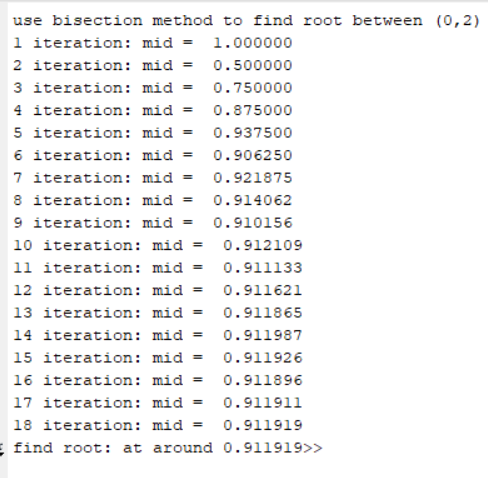 use bisection method to find root between (0,2)
1 iteration: mid =  1.000000
2 iteration: mid =  0.500000
3 iteration: mid =  0.750000
4 iteration: mid =  0.875000
5 iteration: mid =  0.937500
6 iteration: mid =  0.906250
7 iteration: mid =  0.921875
8 iteration: mid =  0.914062
9 iteration: mid =  0.910156
10 iteration: mid =  0.912109
11 iteration: mid =  0.911133
12 iteration: mid =  0.911621
13 iteration: mid =  0.911865
14 iteration: mid =  0.911987
15 iteration: mid =  0.911926
16 iteration: mid =  0.911896
17 iteration: mid =  0.911911
18 iteration: mid =  0.911919
find root: at around 0.911919>>